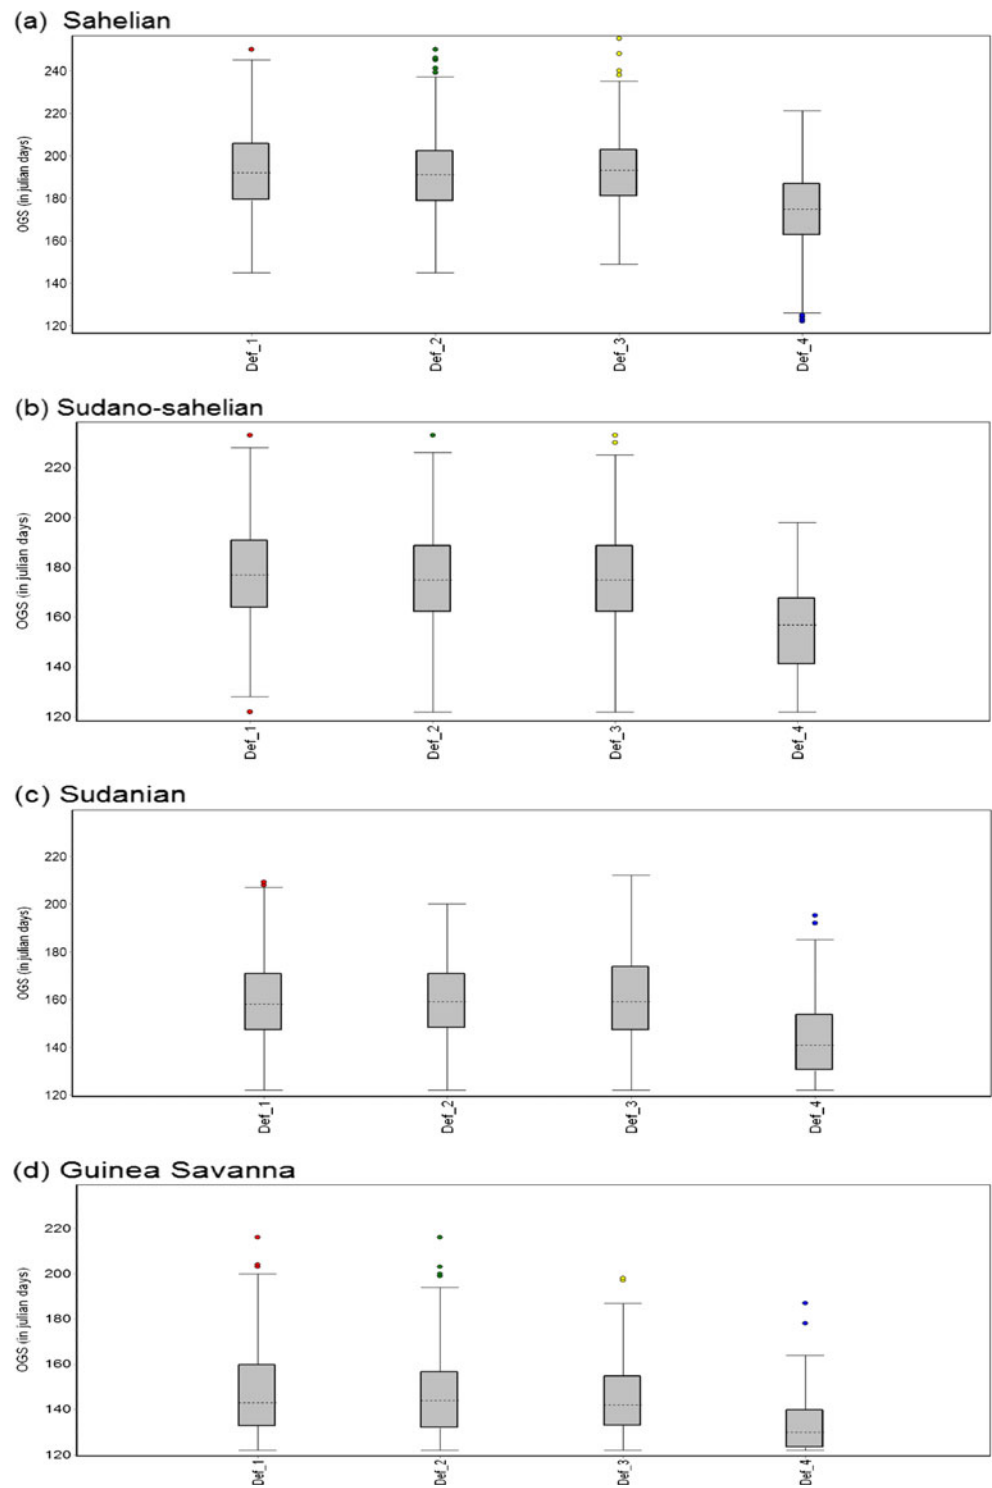 (a) Sahelian
OGS (in julian days)
240
220
200
180
160
140
120
Def_1
Def_2
Def_3
Def_4
(b) Sudano-sahelian
OGS (in julian days)
220
200
180
160
140
120
Def_1
Def_2
Def_3
Def_4
(c) Sudanian
OGS (in julian days)
220
200
180
160
140
120
Def_1
Def_2
Def_3
Def_4
(d) Guinea Savanna
OGS (in julian days)
220
200
180
160
140
120
Def_1
Def_2
Def_3
Def_4